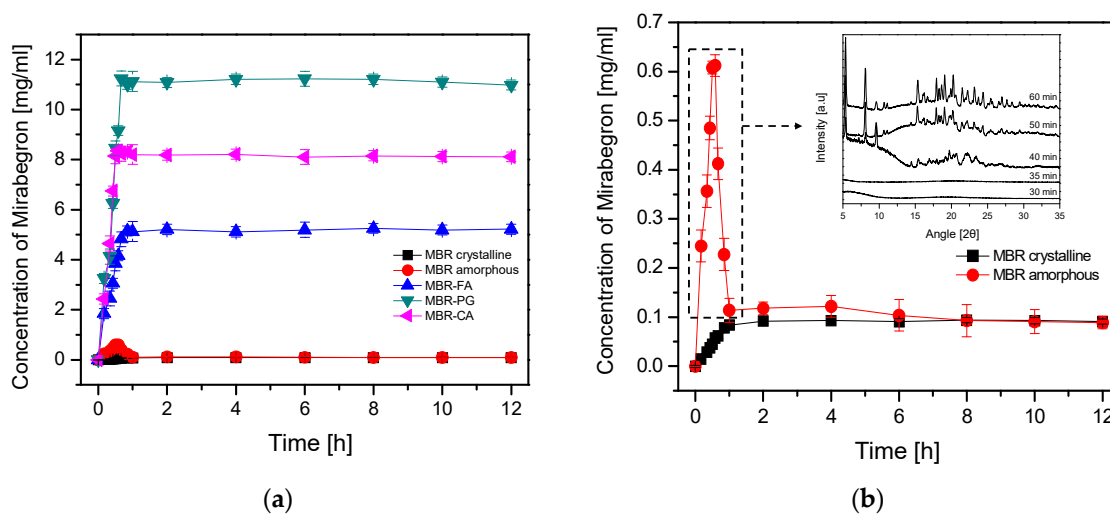 Concentration of Mirabegron [mg/ml]
12
10
8
6
4
2
0
0 2 4 6 8 10 12
Time [h]
MBR crystalline
MBR amorphous
MBR-FA
MBR-PG
MBR-CA
(a)
Concentration of Mirabegron [mg/ml]
0.7
0.6
0.5
0.4
0.3
0.2
0.1
0.0
0 2 4 6 8 10 12
Time [h]
Intensity [a.u]
60 min
50 min
40 min
35 min
30 min
5 10 15 20 25 30 35
Angle [2θ]
MBR crystalline
MBR amorphous
(b)